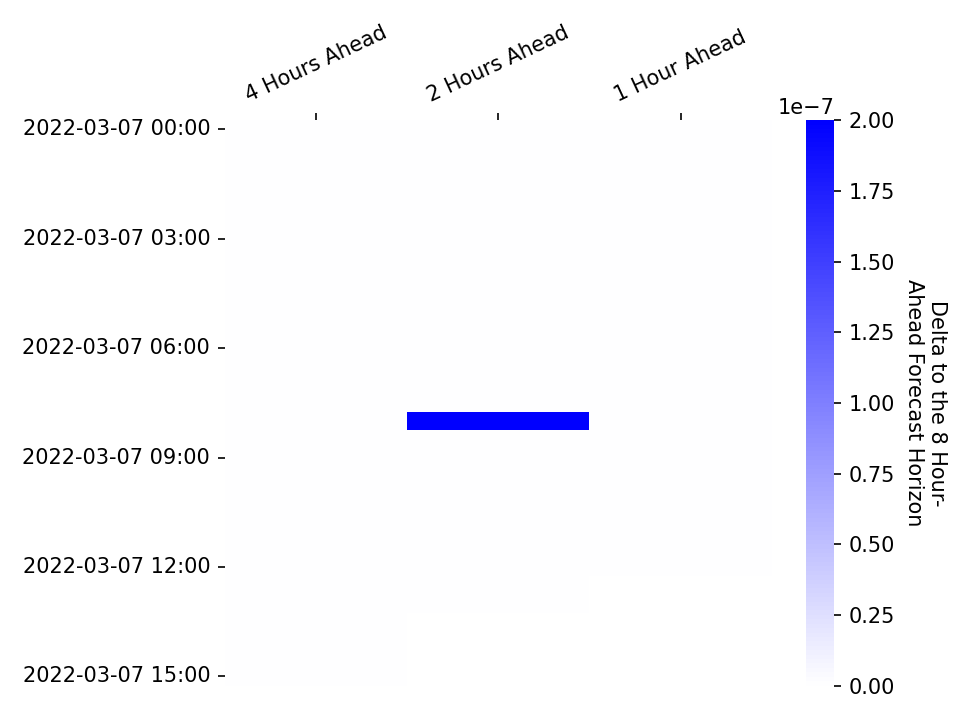 4 Hours Ahead
2 Hours Ahead
1 Hour Ahead
2022-03-07 00:00
2022-03-07 03:00
2022-03-07 06:00
2022-03-07 09:00
2022-03-07 12:00
2022-03-07 15:00
1e−7
2.00
1.75
1.50
1.25
1.00
0.75
0.50
0.25
0.00
Delta to the 8 Hour-
Ahead Forecast Horizon